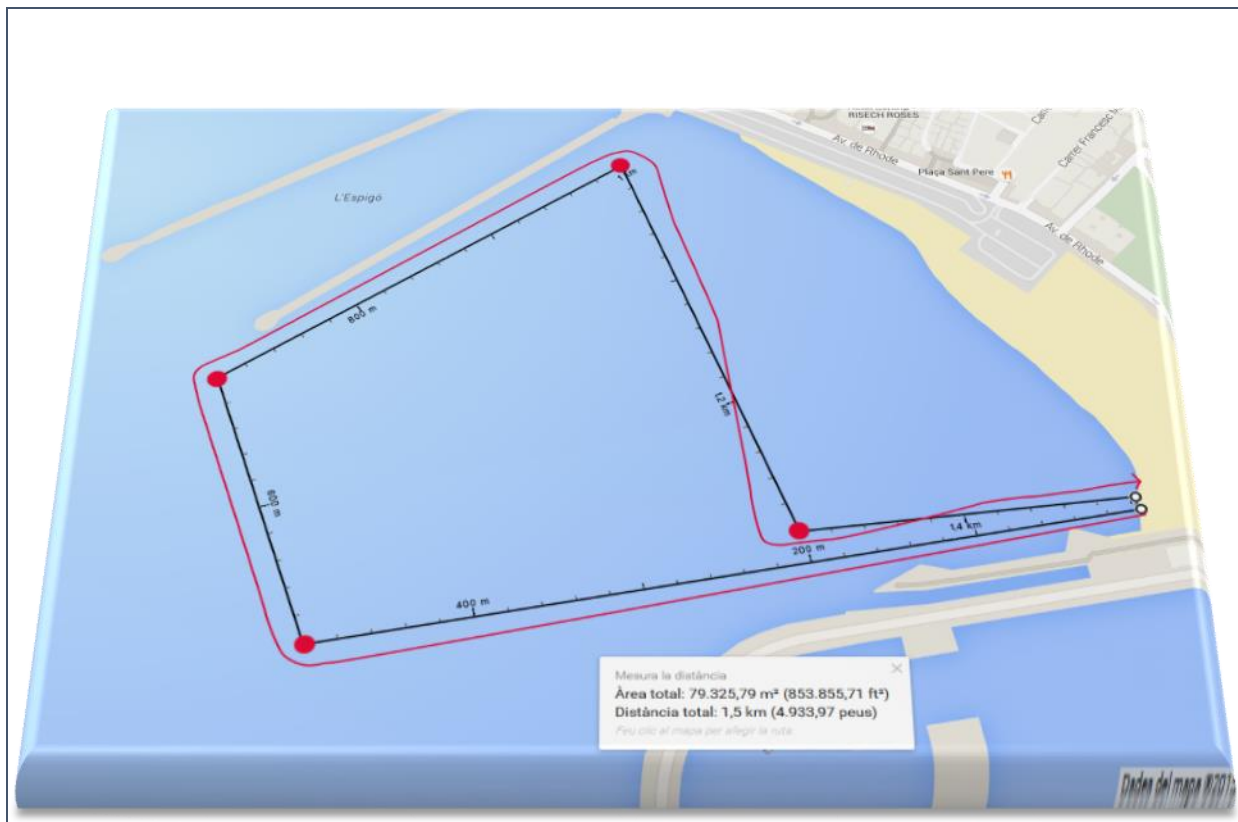 RISECH ROSES
Av. de Rhode
Carrer Francesc
Plaça Sant Pere
L'Espigó
Av. de Rhode
1 km
800 m
1.2 km
600 m
1.4 km
200 m
400 m
Mesura la distància
Àrea total: 79.325,79 m² (853.855,71 ft²)
Distància total: 1,5 km (4.933,97 peus)
Feu clic al mapa per afegir la ruta.
Dades del mapa